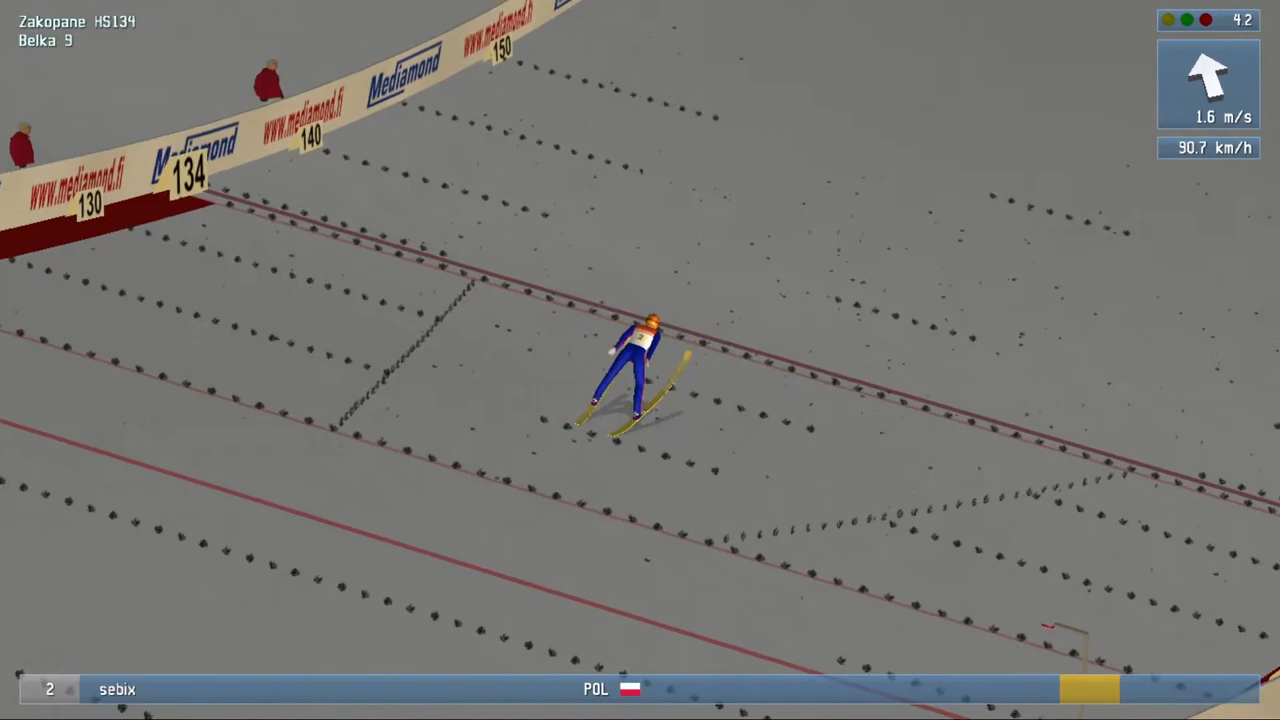 Zakopane HS134
Belka 9
4.2
1.6 m/s
90.7 km/h
www.mediamond.fi
150
Mediamond
www.mediamond.fi
140
Mediamond
134
www.mediamond.fi
130
2
2 sebix POL